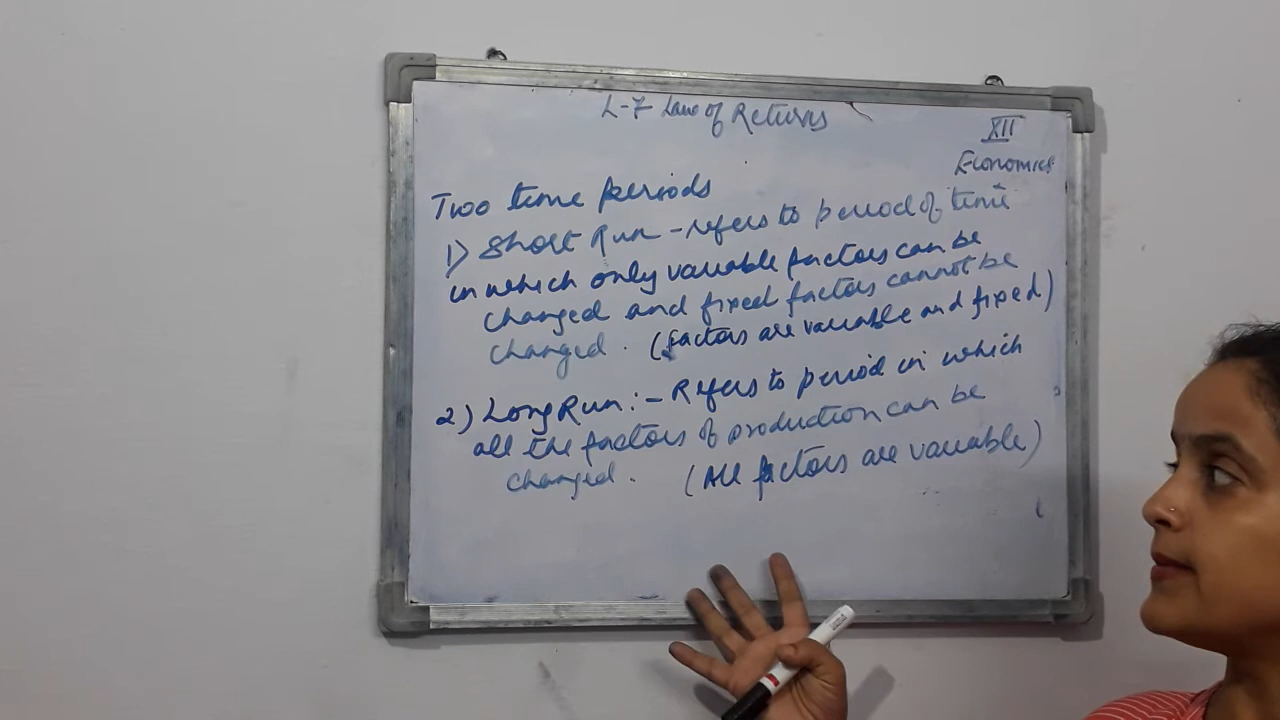 L-7 Law of Returns
XII
Economics
Two time periods
1) Short Run - refers to period of time
in which only variable factors can be
changed and fixed factors cannot be
changed. (factors are variable and fixed)
2) Long Run :- Refers to period in which
all the factors of production can be
changed. (All factors are variable)